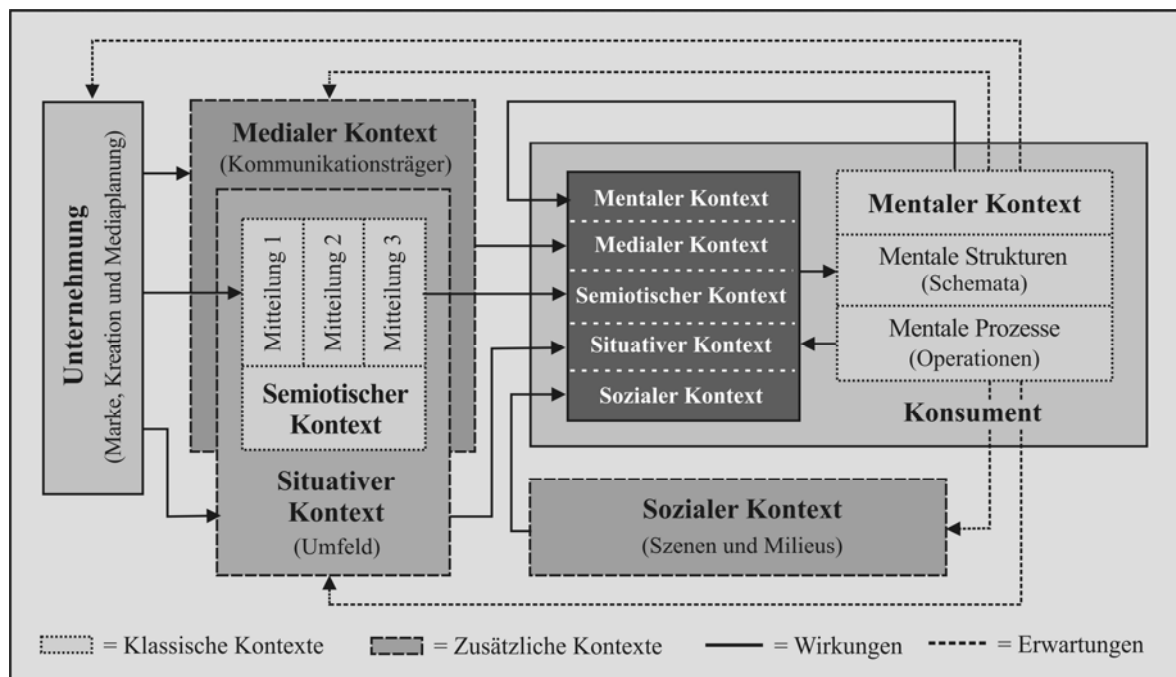 Unternehmung
(Marke, Kreation und Mediaplanung)
Medialer Kontext
(Kommunikationsträger)
Mitteilung 1
Mitteilung 2
Mitteilung 3
Semiotischer
Kontext
Situativer
Kontext
(Umfeld)
Mentaler Kontext
Medialer Kontext
Semiotischer Kontext
Situativer Kontext
Sozialer Kontext
Mentaler Kontext
Mentale Strukturen
(Schemata)
Mentale Prozesse
(Operationen)
Konsument
Sozialer Kontext
(Szenen und Milieus)
= Klassische Kontexte
= Zusätzliche Kontexte
= Wirkungen
= Erwartungen